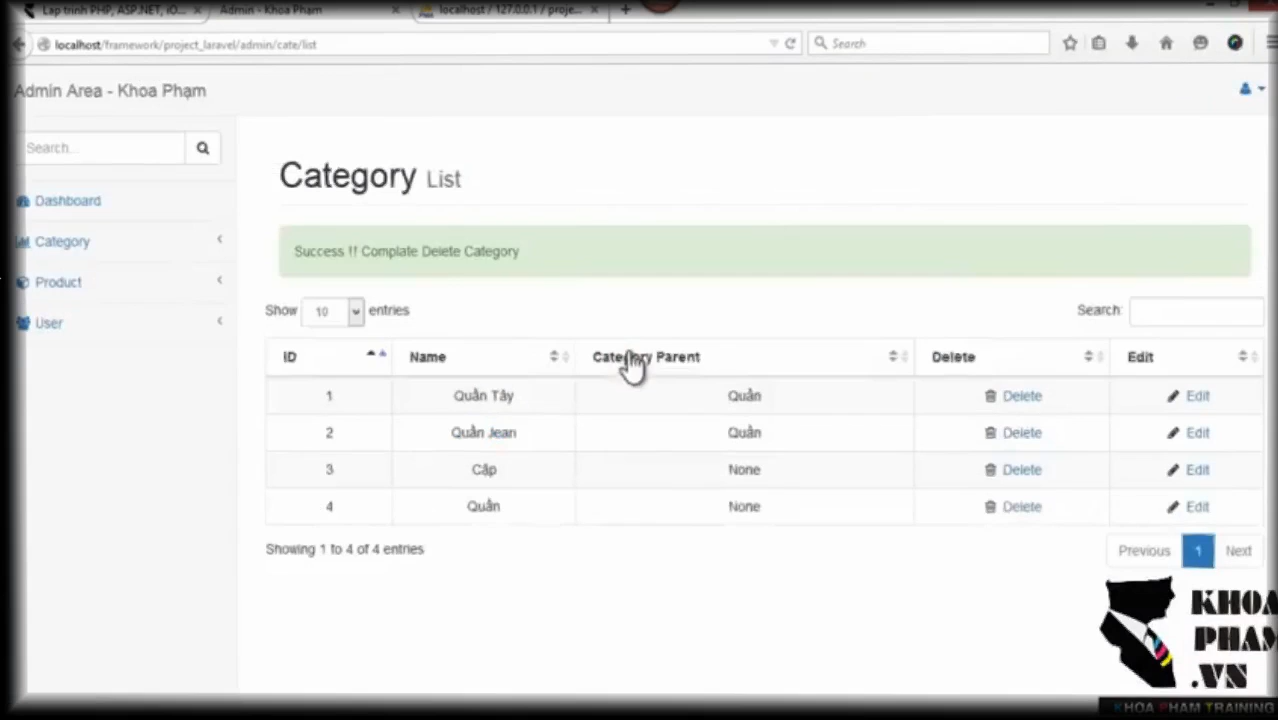 Lap trinh PHP, ASP.NET, iO...
Admin - Khoa Phạm
localhost / 127.0.0.1 / proje...
localhost/framework/project_laravel/admin/cate/list
Search
Admin Area - Khoa Phạm
Search...
Dashboard
Category
Product
User
Category List
Success !! Complate Delete Category
Show 10 entries
Search:
ID Name Category Parent Delete Edit
1 Quần Tây Quần Delete Edit
2 Quần Jean Quần Delete Edit
3 Cặp None Delete Edit
4 Quần None Delete Edit
Showing 1 to 4 of 4 entries
Previous 1 Next
KHOA
PHAM
.VN
KHOA PHAM TRAINING